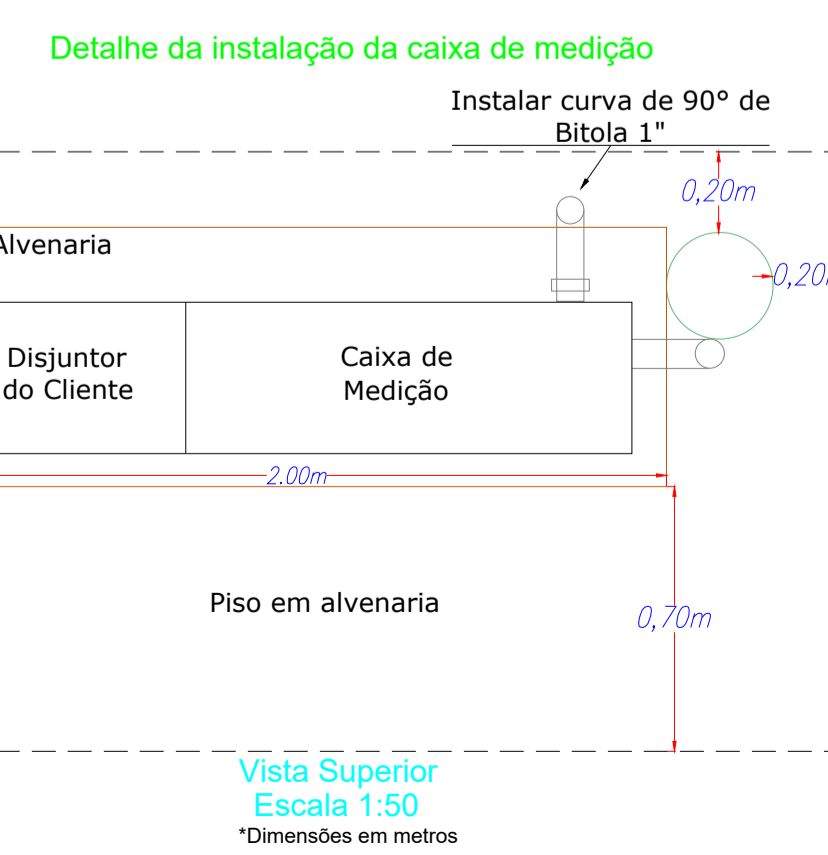 Detalhe da instalação da caixa de medição
Instalar curva de 90° de
Bitola 1"
0,20m
Alvenaria
0,20
Disjuntor
do Cliente
Caixa de
Medição
2.00m
Piso em alvenaria
0,70m
Vista Superior
Escala 1:50
*Dimensões em metros